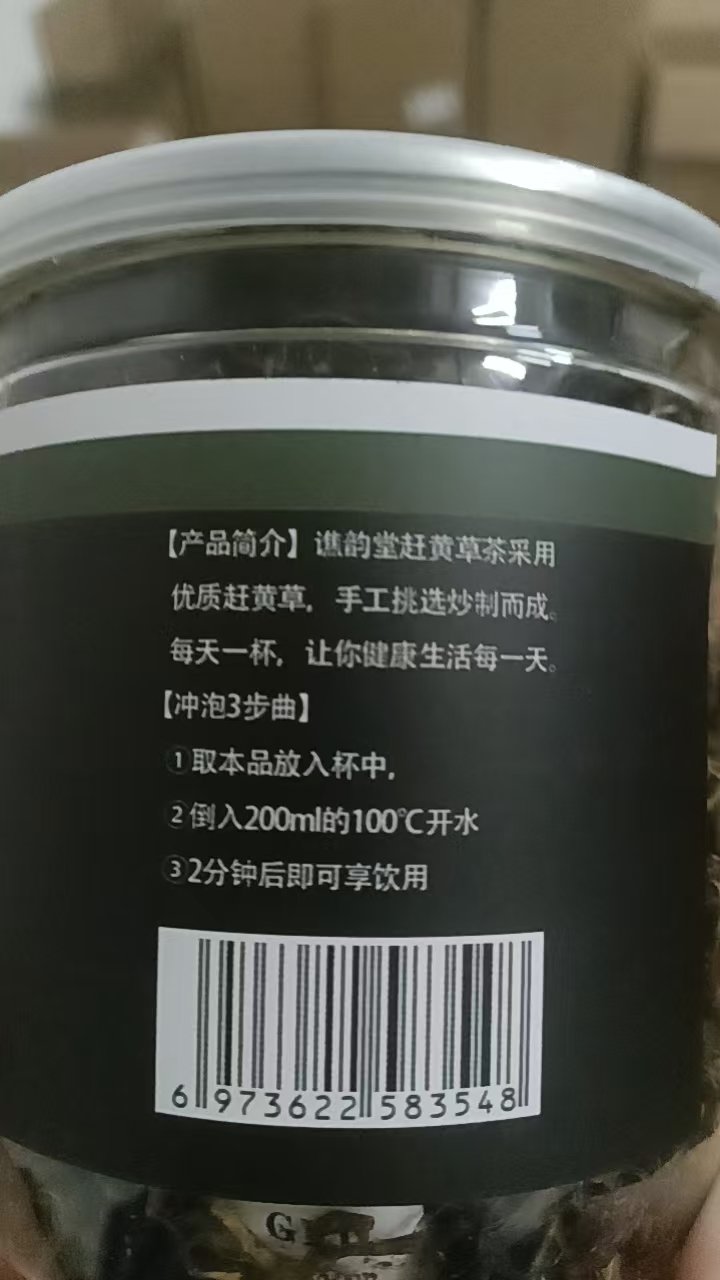 【产品简介】谯韵堂赶黄草茶采用
优质赶黄草，手工挑选炒制而成。
每天一杯，让你健康生活每一天。
【冲泡3步曲】
①取本品放入杯中，
②倒入200ml的100℃开水
③2分钟后即可享饮用
6 973622 583548
G